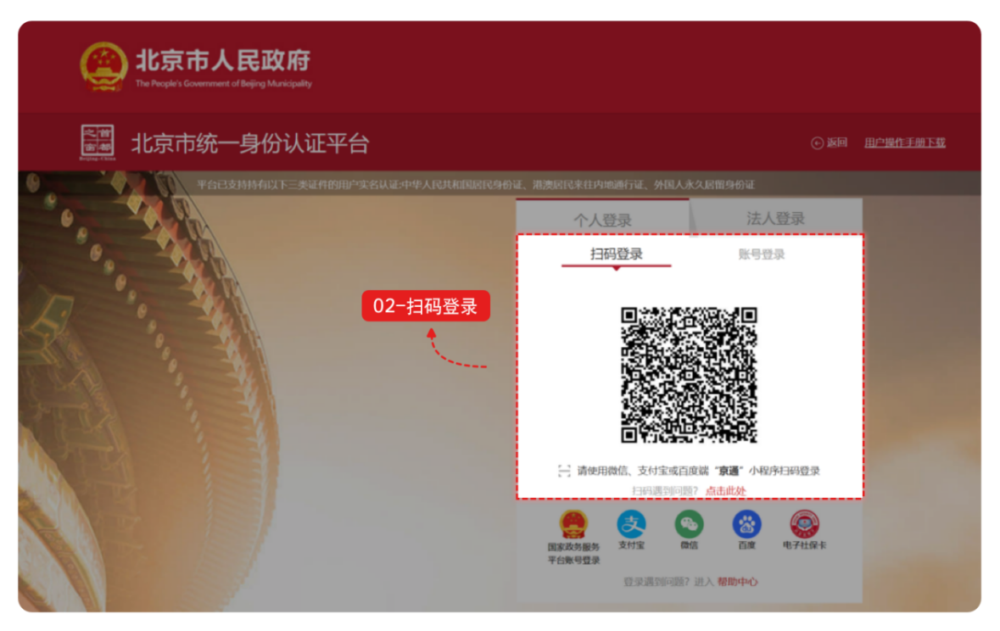 北京市人民政府
The People's Government of Beijing Municipality
首都之窗
Beijing-China
北京市统一身份认证平台
返回 用户操作手册下载
平台已支持持有以下三类证件的用户实名认证:中华人民共和国居民身份证、港澳居民来往内地通行证、外国人永久居留身份证
个人登录 法人登录
扫码登录 账号登录
02-扫码登录
请使用微信、支付宝或百度端“京通”小程序扫码登录
扫码遇到问题？点击此处
国家政务服务 支付宝 微信 百度 电子社保卡
平台账号登录
登录遇到问题？进入 帮助中心